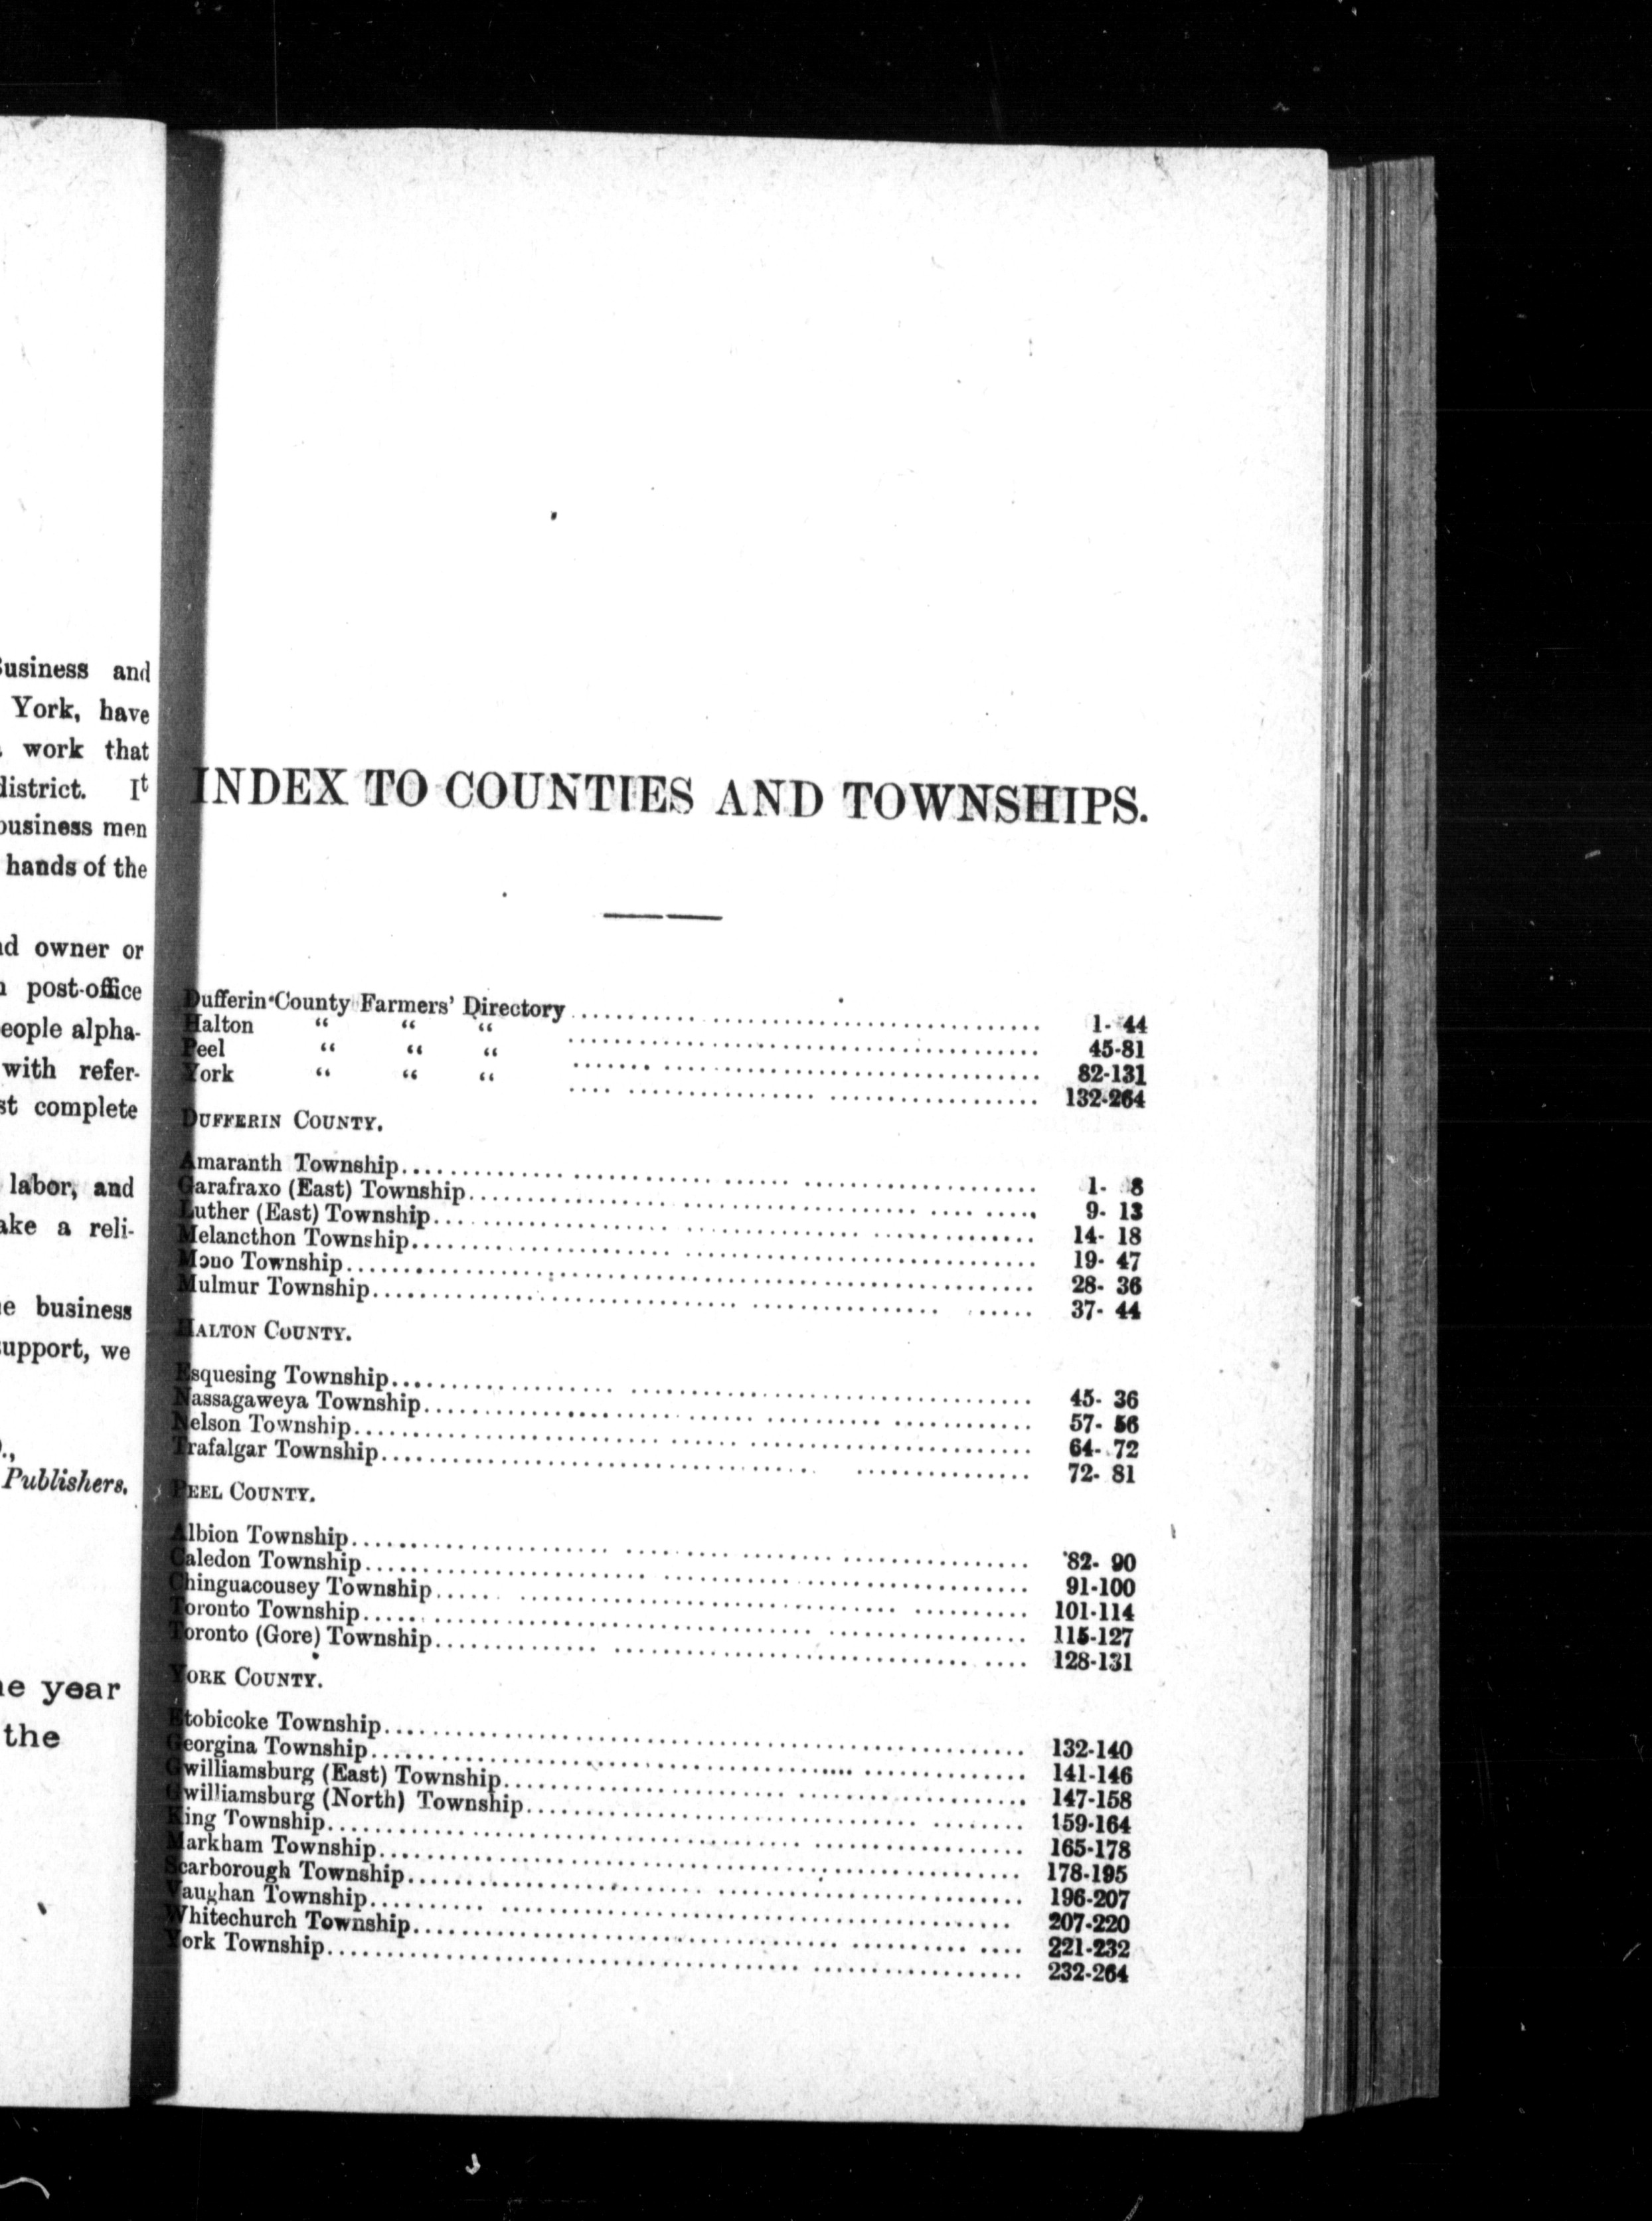 usiness and
York, have
work that
district. It
business men
hands of the
owner or
post-office
eople alpha-
with refer-
st complete
labor, and
ake a reli-
e business
support, we
Publishers.
e year
the
INDEX TO COUNTIES AND TOWNSHIPS.
Dufferin County Farmers' Directory 1- 44
Halton “ “ “ 45-81
Peel “ “ “ 82-131
York “ “ “ 132-264
DUFFERIN COUNTY.
Amaranth Township 1- 8
Garafraxo (East) Township 9- 13
Luther (East) Township 14- 18
Melancthon Township 19- 47
Mono Township 28- 36
Mulmur Township 37- 44
HALTON COUNTY.
Esquesing Township 45- 36
Nassagaweya Township 57- 56
Nelson Township 64- 72
Trafalgar Township 72- 81
PEEL COUNTY.
Albion Township 82- 90
Caledon Township 91-100
Chinguacousey Township 101-114
Toronto Township 115-127
Toronto (Gore) Township 128-131
YORK COUNTY.
Etobicoke Township 132-140
Georgina Township 141-146
Gwilliamsburg (East) Township 147-158
Gwilliamsburg (North) Township 159-164
King Township 165-178
Markham Township 178-195
Scarborough Township 196-207
Vaughan Township 207-220
Whitechurch Township 221-232
York Township 232-264